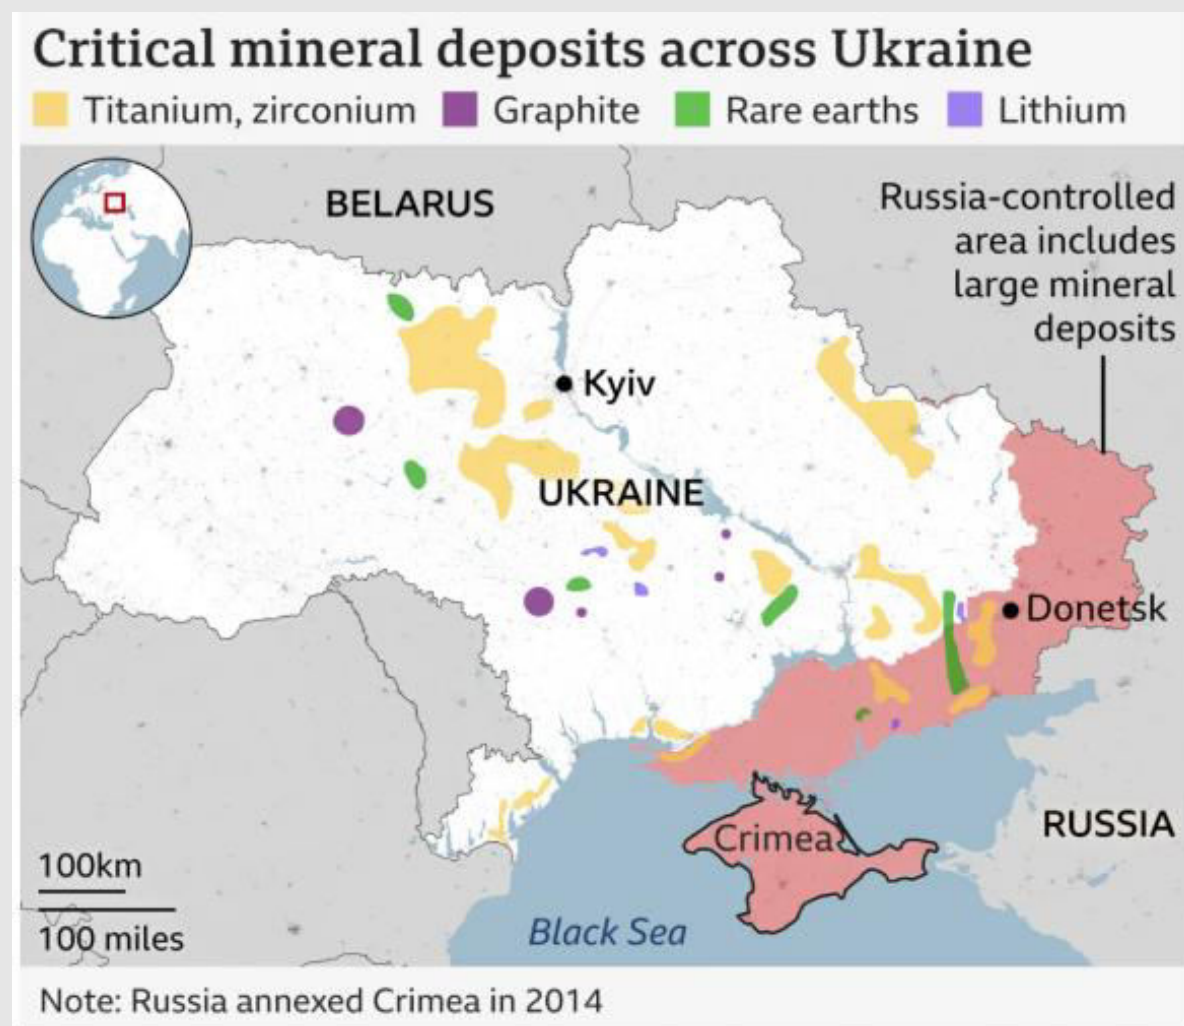 Critical mineral deposits across Ukraine
Titanium, zirconium Graphite Rare earths Lithium
BELARUS
Russia-controlled
area includes
large mineral
deposits
Kyiv
UKRAINE
Donetsk
Crimea
RUSSIA
100km
100 miles
Black Sea
Note: Russia annexed Crimea in 2014